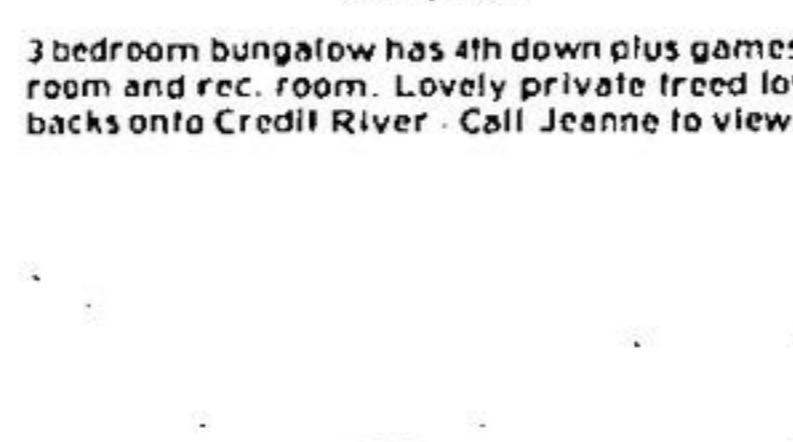 3 bedroom bungalow has 4th down plus games
room and rec. room. Lovely private treed lo
backs onto Credit River - Call Jeanne to view